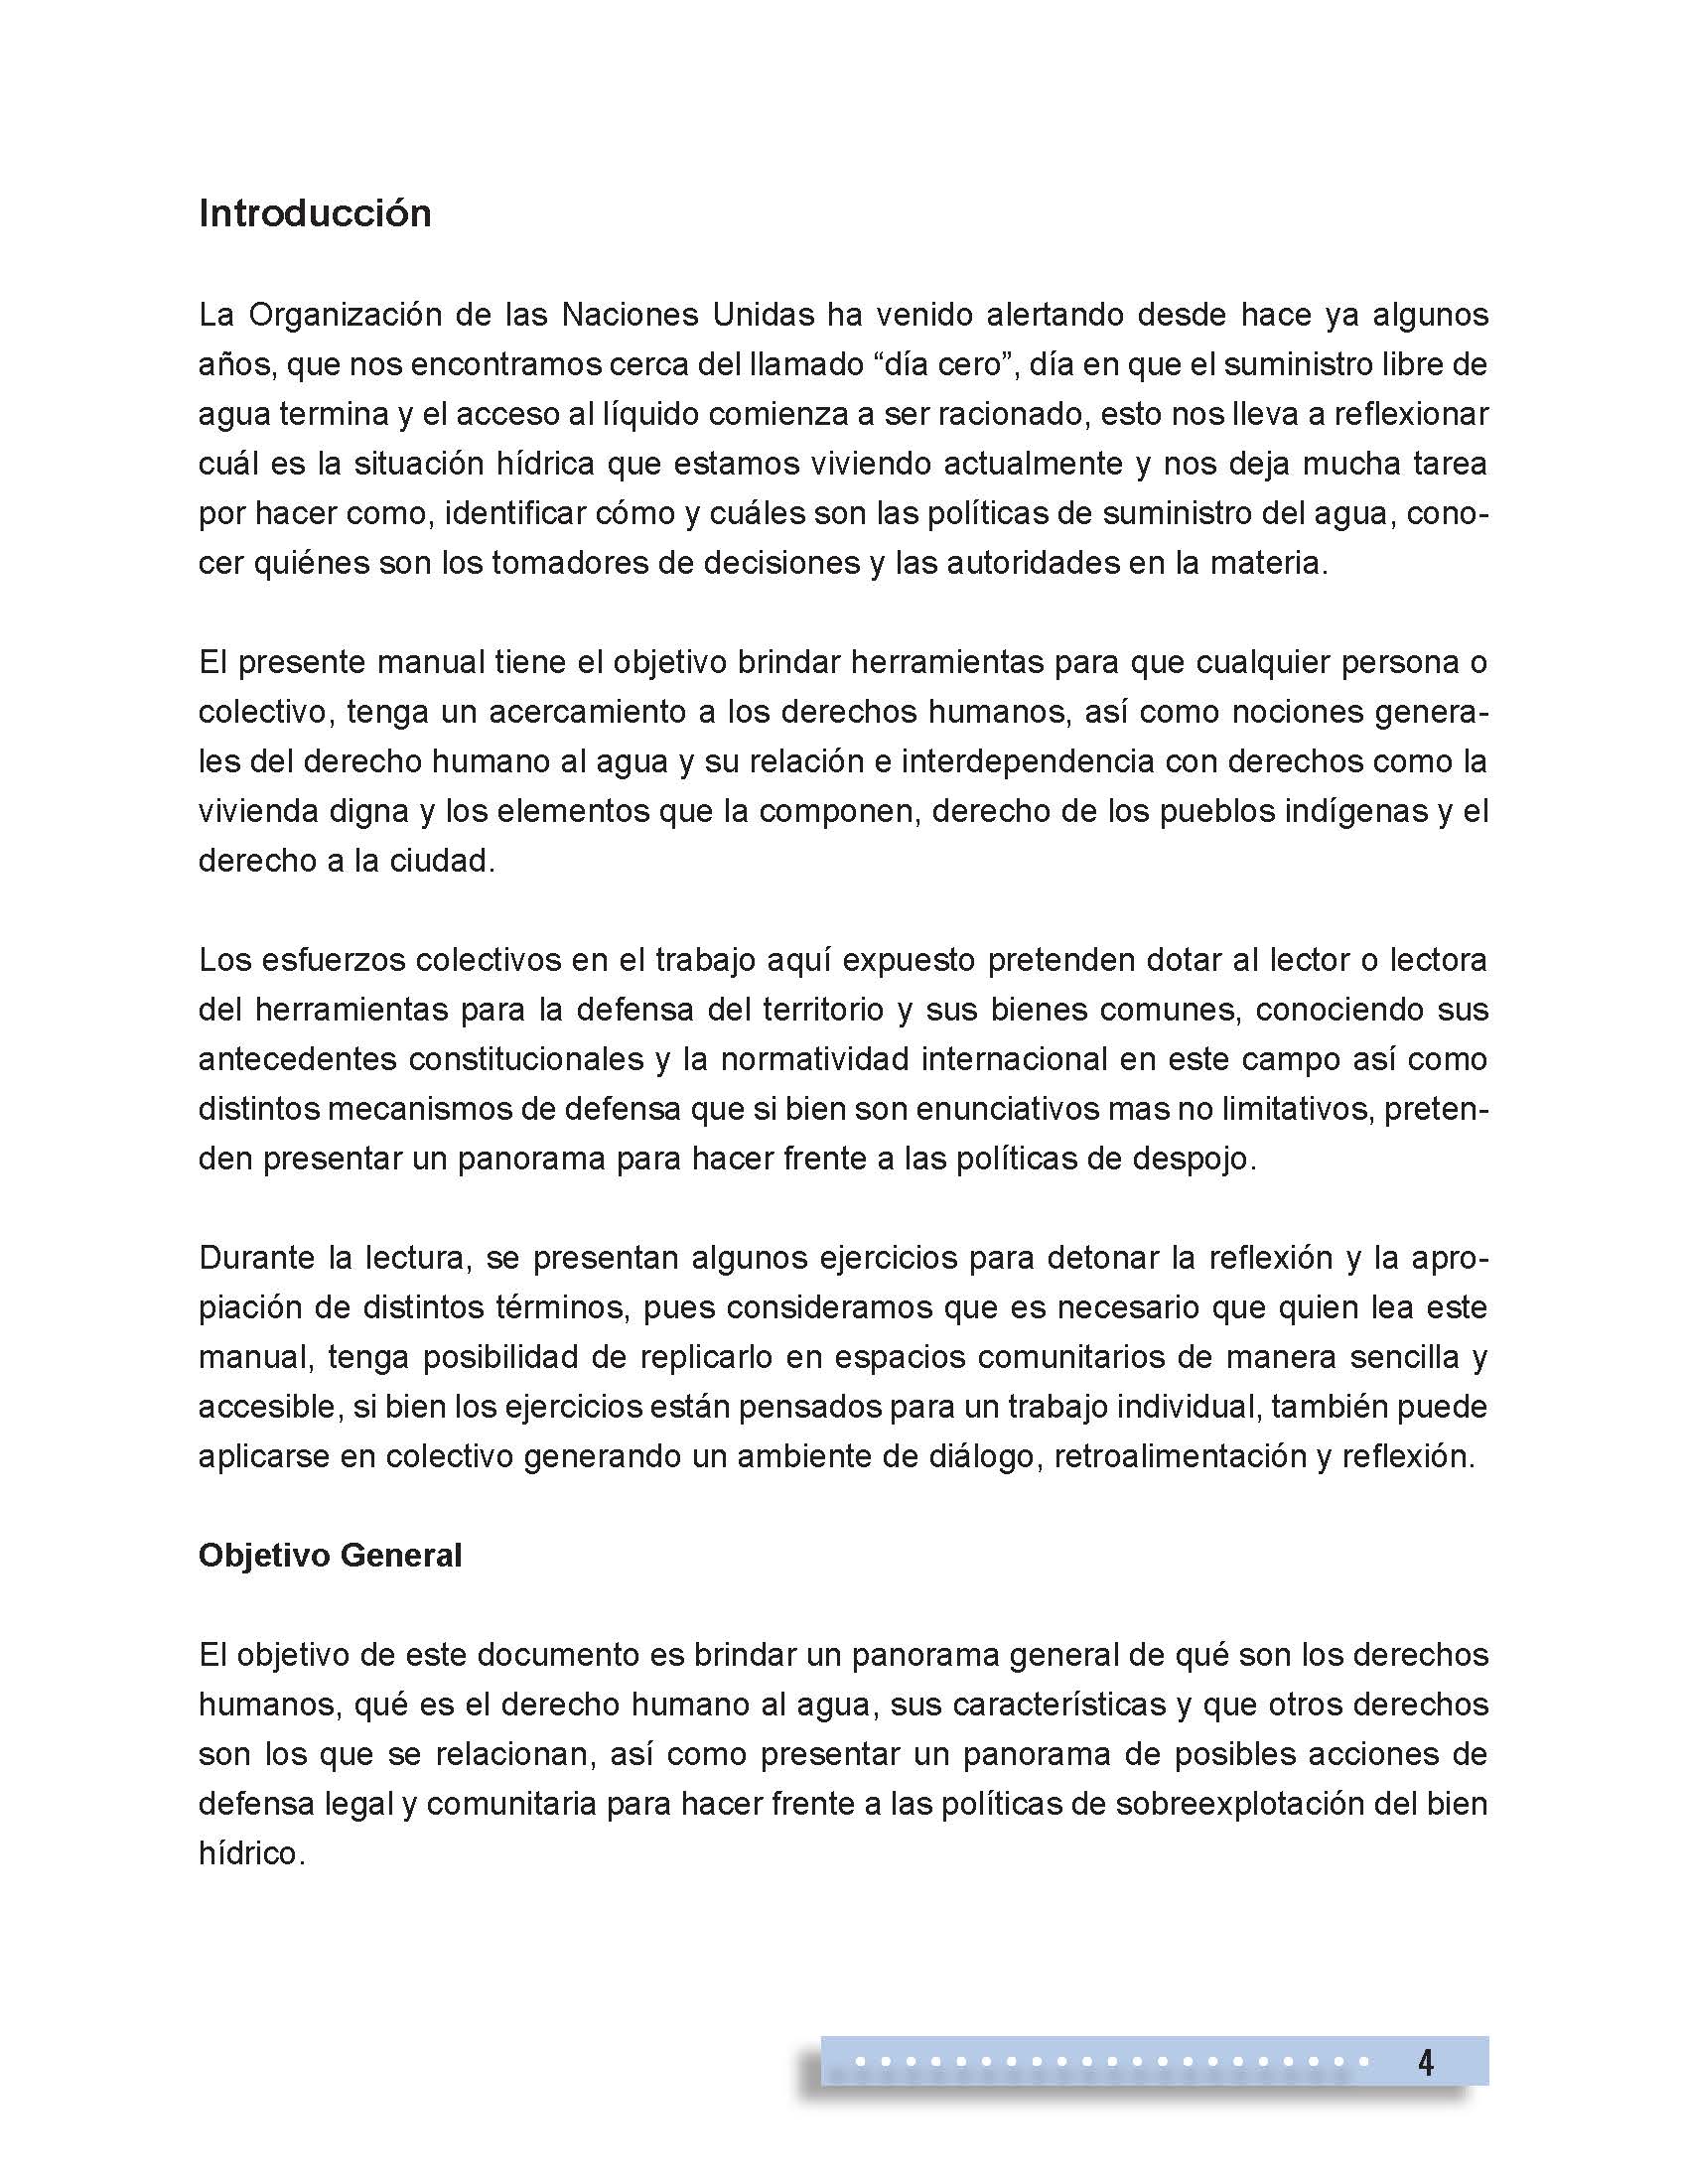 Introducción
La Organización de las Naciones Unidas ha venido alertando desde hace ya algunos
años, que nos encontramos cerca del llamado “día cero”, día en que el suministro libre de
agua termina y el acceso al líquido comienza a ser racionado, esto nos lleva a reflexionar
cuál es la situación hídrica que estamos viviendo actualmente y nos deja mucha tarea
por hacer como, identificar cómo y cuáles son las políticas de suministro del agua, cono-
cer quiénes son los tomadores de decisiones y las autoridades en la materia.
El presente manual tiene el objetivo brindar herramientas para que cualquier persona o
colectivo, tenga un acercamiento a los derechos humanos, así como nociones genera-
les del derecho humano al agua y su relación e interdependencia con derechos como la
vivienda digna y los elementos que la componen, derecho de los pueblos indígenas y el
derecho a la ciudad.
Los esfuerzos colectivos en el trabajo aquí expuesto pretenden dotar al lector o lectora
del herramientas para la defensa del territorio y sus bienes comunes, conociendo sus
antecedentes constitucionales y la normatividad internacional en este campo así como
distintos mecanismos de defensa que si bien son enunciativos mas no limitativos, preten-
den presentar un panorama para hacer frente a las políticas de despojo.
Durante la lectura, se presentan algunos ejercicios para detonar la reflexión y la apro-
piación de distintos términos, pues consideramos que es necesario que quien lea este
manual, tenga posibilidad de replicarlo en espacios comunitarios de manera sencilla y
accesible, si bien los ejercicios están pensados para un trabajo individual, también puede
aplicarse en colectivo generando un ambiente de diálogo, retroalimentación y reflexión.
Objetivo General
El objetivo de este documento es brindar un panorama general de qué son los derechos
humanos, qué es el derecho humano al agua, sus características y que otros derechos
son los que se relacionan, así como presentar un panorama de posibles acciones de
defensa legal y comunitaria para hacer frente a las políticas de sobreexplotación del bien
hídrico.
4